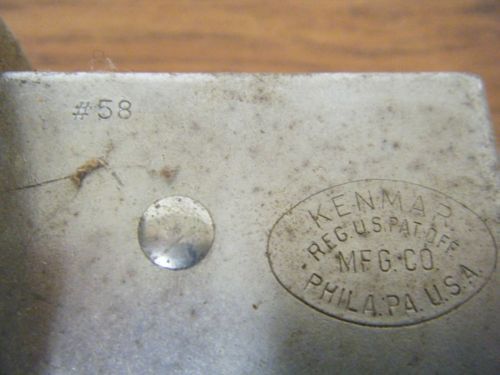 #58
KENMAR
REG.U.S.PAT.OFF.
MFG.CO.
PHILA.PA. U.S.A.